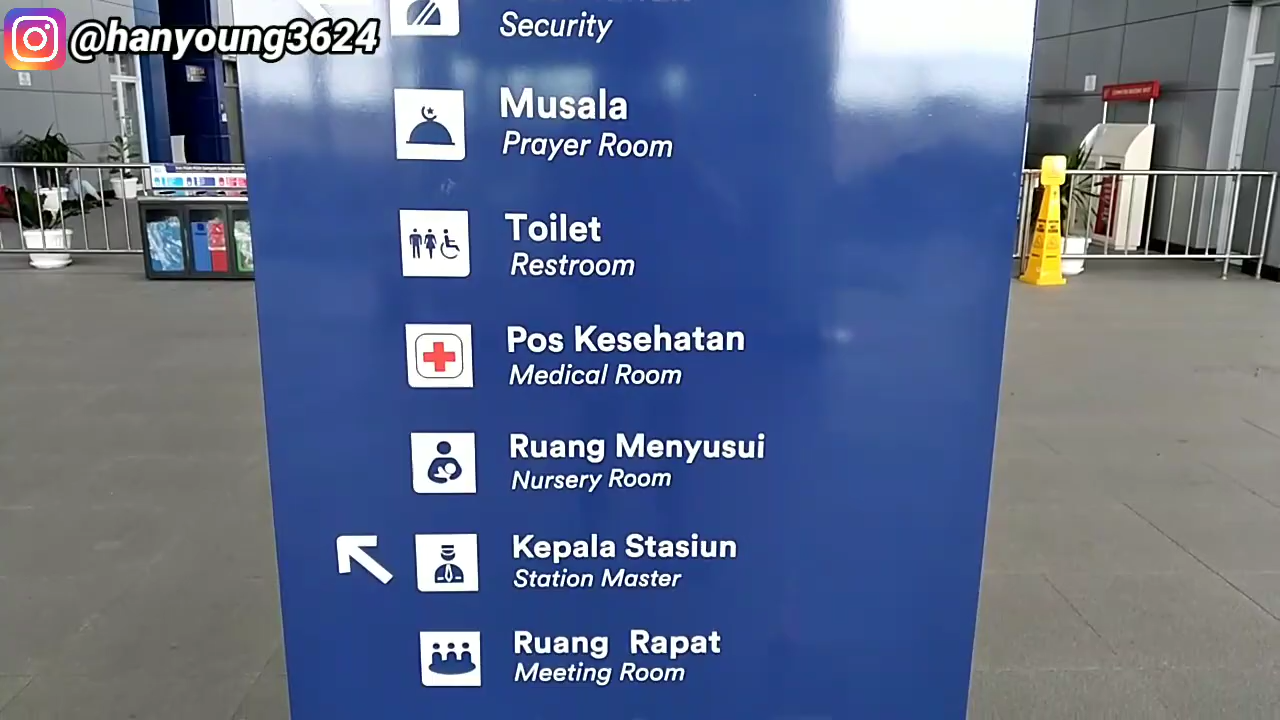 @hanyoung3624
Security
Musala
Prayer Room
Toilet
Restroom
Pos Kesehatan
Medical Room
Ruang Menyusui
Nursery Room
Kepala Stasiun
Station Master
Ruang Rapat
Meeting Room